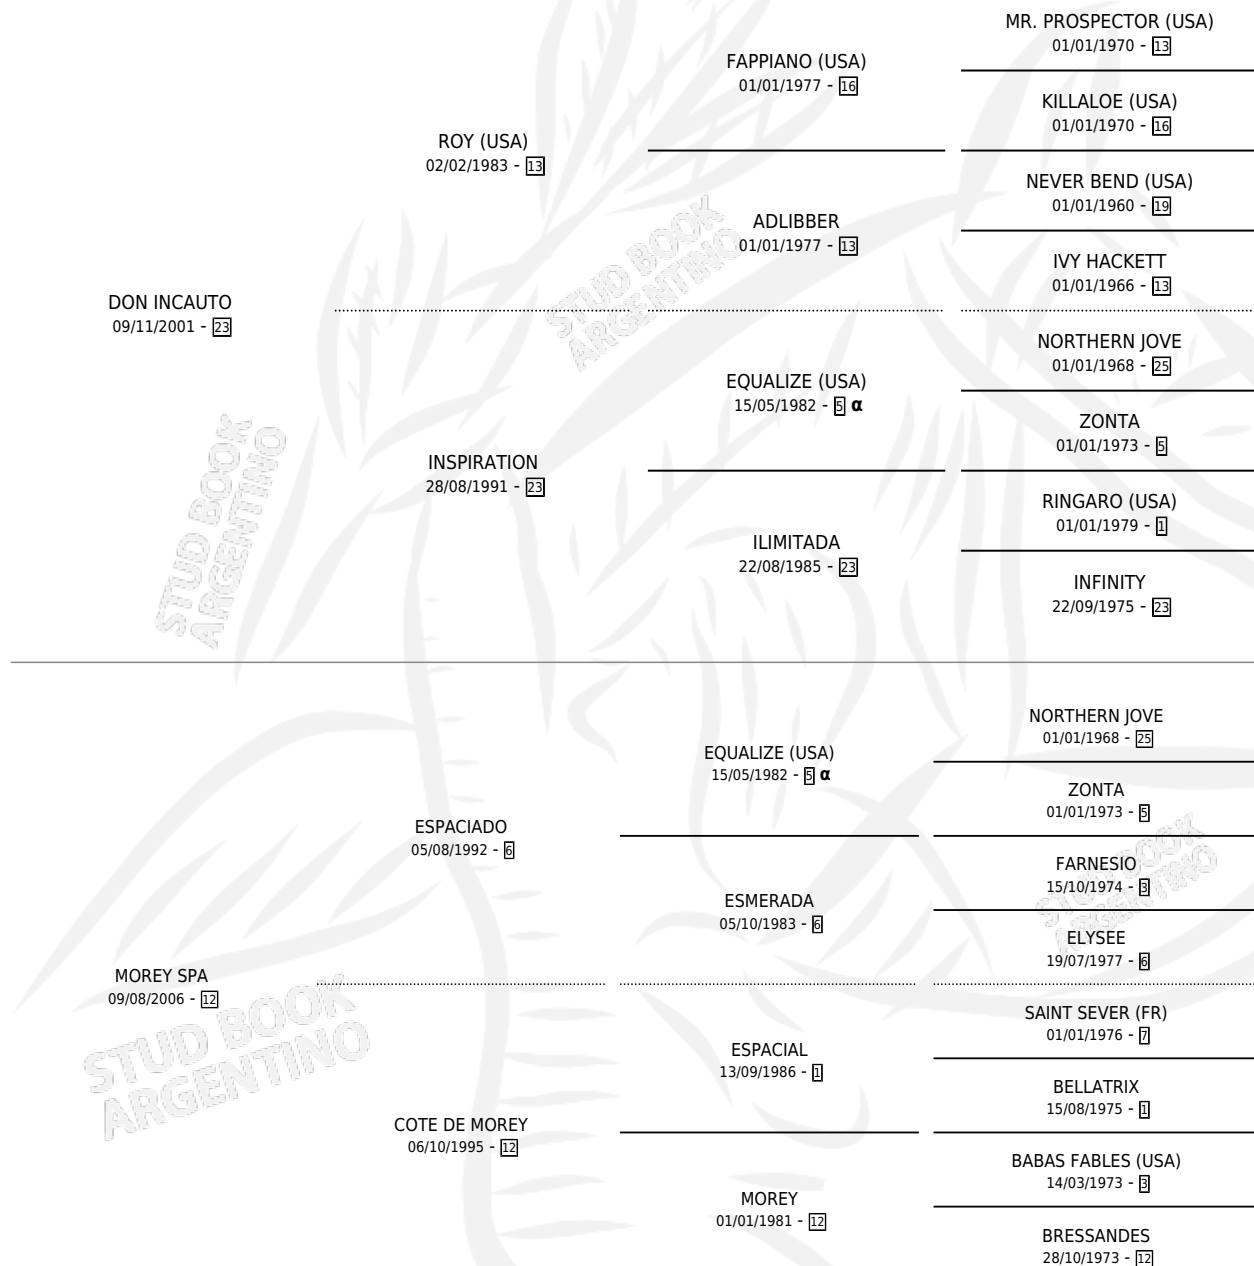 MR. PROSPECTOR (USA)
01/01/1970 - 13
FAPPIANO (USA)
01/01/1977 - 16
KILLALOE (USA)
01/01/1970 - 16
ROY (USA)
02/02/1983 - 13
NEVER BEND (USA)
01/01/1960 - 19
ADLIBBER
01/01/1977 - 13
IVY HACKETT
01/01/1966 - 13
DON INCAUTO
09/11/2001 - 23
NORTHERN JOVE
01/01/1968 - 25
EQUALIZE (USA)
15/05/1982 - 5 α
ZONTA
01/01/1973 - 5
INSPIRATION
28/08/1991 - 23
RINGARO (USA)
01/01/1979 - 1
ILIMITADA
22/08/1985 - 23
INFINITY
22/09/1975 - 23
NORTHERN JOVE
01/01/1968 - 25
EQUALIZE (USA)
15/05/1982 - 5 α
ZONTA
01/01/1973 - 5
ESPACIADO
05/08/1992 - 6
FARNESIO
15/10/1974 - 3
ESMERADA
05/10/1983 - 6
ELYSEE
19/07/1977 - 6
MOREY SPA
09/08/2006 - 12
SAINT SEVER (FR)
01/01/1976 - 7
ESPACIAL
13/09/1986 - 1
BELLATRIX
15/08/1975 - 1
COTE DE MOREY
06/10/1995 - 12
BABAS FABLES (USA)
14/03/1973 - 3
MOREY
01/01/1981 - 12
BRESSANDES
28/10/1973 - 12
STUD BOOK
ARGENTINO
STUD BOOK
ARGENTINO
STUD BOOK
ARGENTINO
STUD BOOK
ARGENTINO